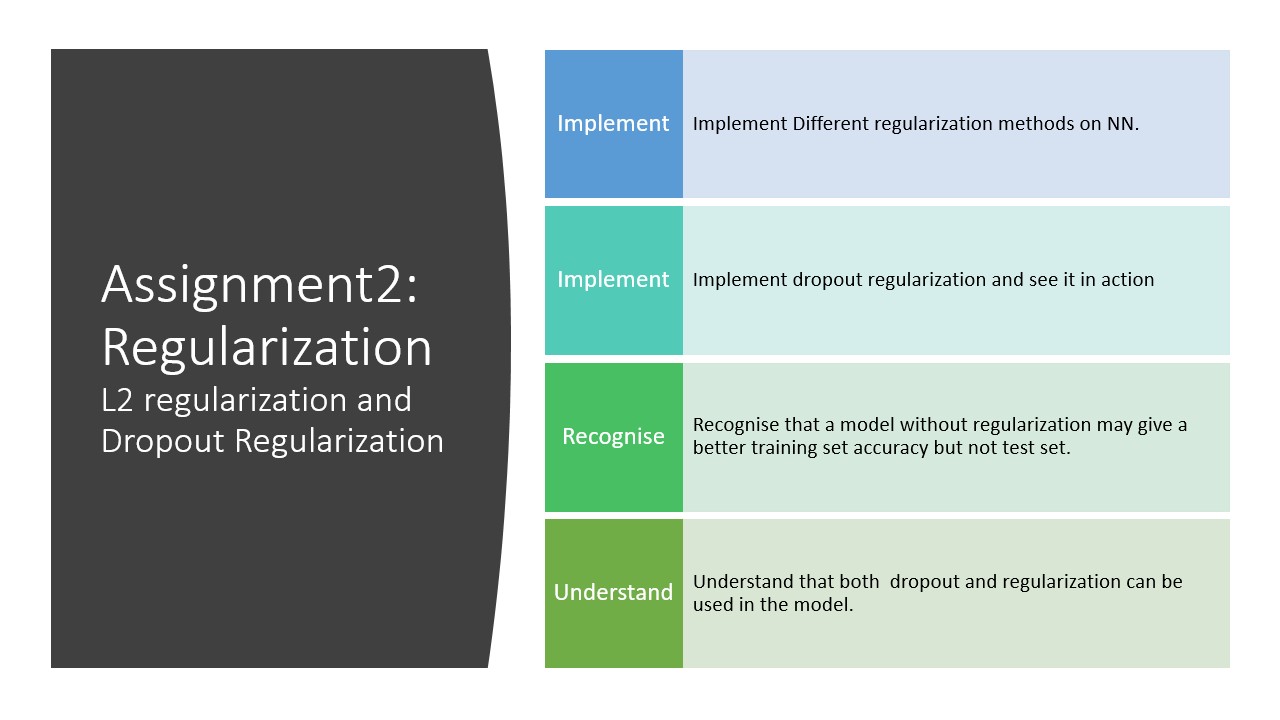 Assignment2:
Regularization
L2 regularization and
Dropout Regularization
Implement
Implement Different regularization methods on NN.
Implement
Implement dropout regularization and see it in action
Recognise
Recognise that a model without regularization may give a
better training set accuracy but not test set.
Understand
Understand that both  dropout and regularization can be
used in the model.